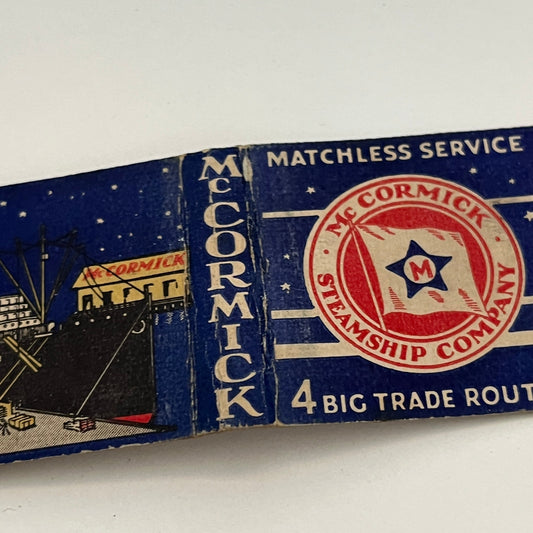 McCORMICK
McCORMICK
MATCHLESS SERVICE
McCORMICK
M
STEAMSHIP COMPANY
4 BIG TRADE ROUT